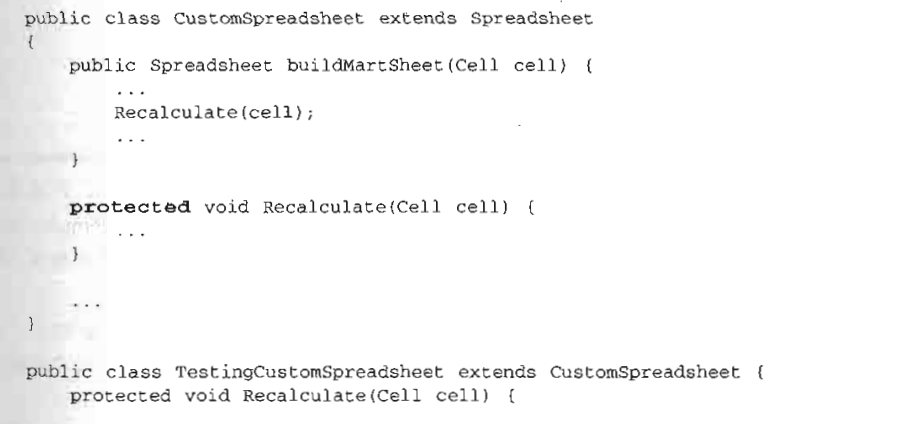 public class CustomSpreadsheet extends Spreadsheet
{
    public Spreadsheet buildMartSheet(Cell cell) {
        ...
        Recalculate(cell);
        ...
    }
    protected void Recalculate(Cell cell) {
        ...
    }
    ...
}
public class TestingCustomSpreadsheet extends CustomSpreadsheet {
    protected void Recalculate(Cell cell) {